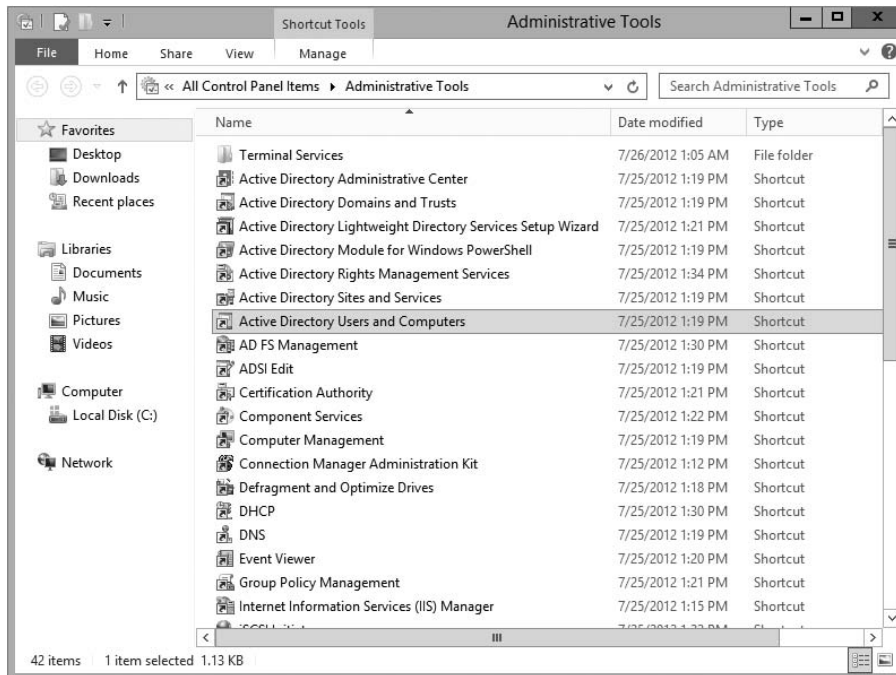 Shortcut Tools
Administrative Tools
File Home Share View Manage
« All Control Panel Items Administrative Tools
Search Administrative Tools
Favorites
Desktop
Downloads
Recent places
Libraries
Documents
Music
Pictures
Videos
Computer
Local Disk (C:)
Network
Name Date modified Type
Terminal Services 7/26/2012 1:05 AM File folder
Active Directory Administrative Center 7/25/2012 1:19 PM Shortcut
Active Directory Domains and Trusts 7/25/2012 1:19 PM Shortcut
Active Directory Lightweight Directory Services Setup Wizard 7/25/2012 1:21 PM Shortcut
Active Directory Module for Windows PowerShell 7/25/2012 1:19 PM Shortcut
Active Directory Rights Management Services 7/25/2012 1:34 PM Shortcut
Active Directory Sites and Services 7/25/2012 1:19 PM Shortcut
Active Directory Users and Computers 7/25/2012 1:19 PM Shortcut
AD FS Management 7/25/2012 1:30 PM Shortcut
ADSI Edit 7/25/2012 1:19 PM Shortcut
Certification Authority 7/25/2012 1:21 PM Shortcut
Component Services 7/25/2012 1:22 PM Shortcut
Computer Management 7/25/2012 1:19 PM Shortcut
Connection Manager Administration Kit 7/25/2012 1:12 PM Shortcut
Defragment and Optimize Drives 7/25/2012 1:18 PM Shortcut
DHCP 7/25/2012 1:30 PM Shortcut
DNS 7/25/2012 1:19 PM Shortcut
Event Viewer 7/25/2012 1:20 PM Shortcut
Group Policy Management 7/25/2012 1:21 PM Shortcut
Internet Information Services (IIS) Manager 7/25/2012 1:15 PM Shortcut
42 items 1 item selected 1.13 KB